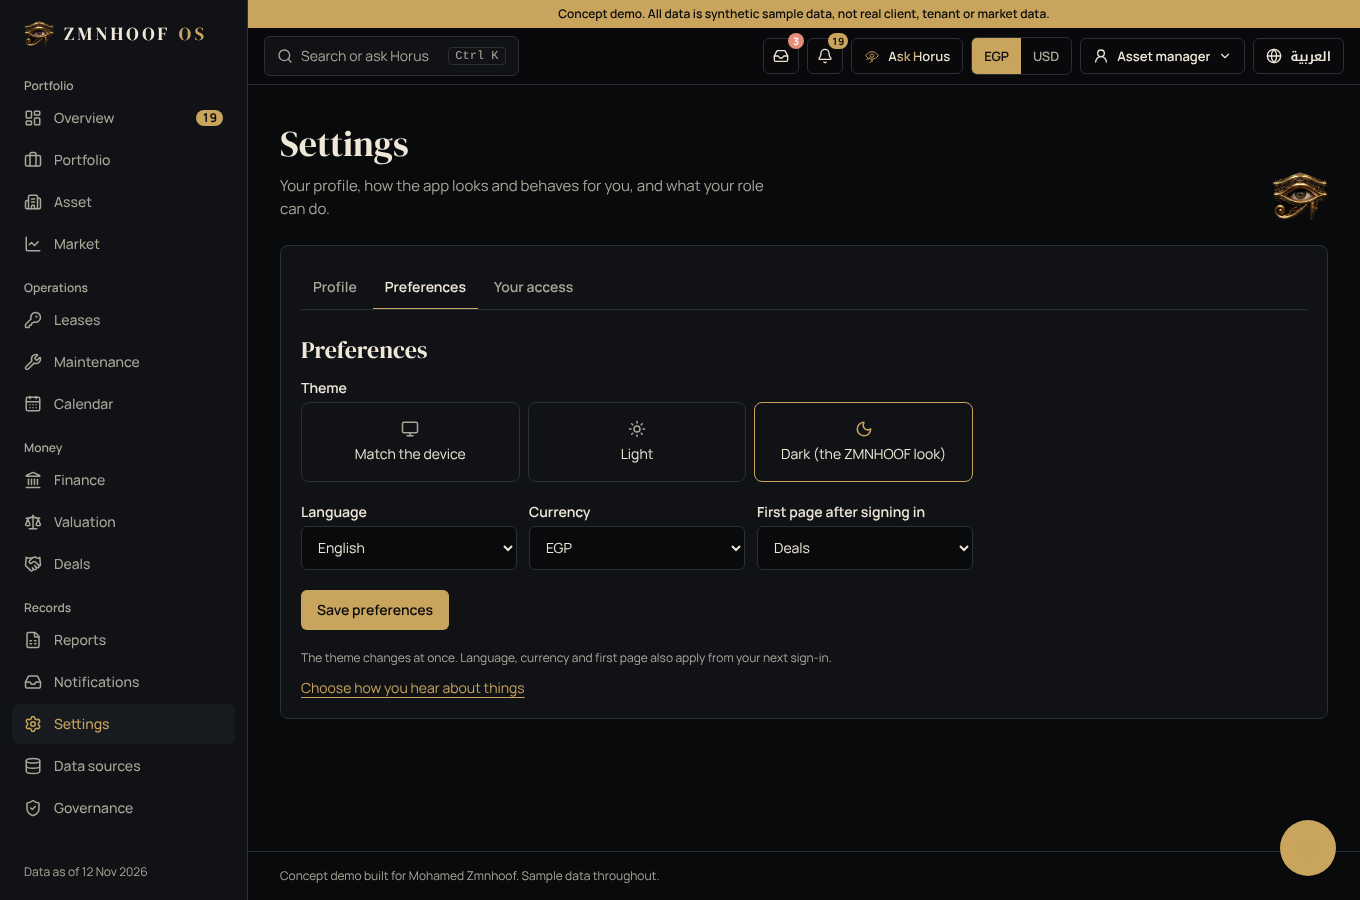 ZMNHOOF OS
Portfolio
Overview 19
Portfolio
Asset
Market
Operations
Leases
Maintenance
Calendar
Money
Finance
Valuation
Deals
Records
Reports
Notifications
Settings
Data sources
Governance
Data as of 12 Nov 2026
Concept demo. All data is synthetic sample data, not real client, tenant or market data.
Search or ask Horus Ctrl K
3
19
Ask Horus
EGP USD
Asset manager
العربية
Settings
Your profile, how the app looks and behaves for you, and what your role
can do.
Profile Preferences Your access
Preferences
Theme
Match the device Light Dark (the ZMNHOOF look)
Language Currency First page after signing in
English EGP Deals
Save preferences
The theme changes at once. Language, currency and first page also apply from your next sign-in.
Choose how you hear about things
Concept demo built for Mohamed Zmnhoof. Sample data throughout.